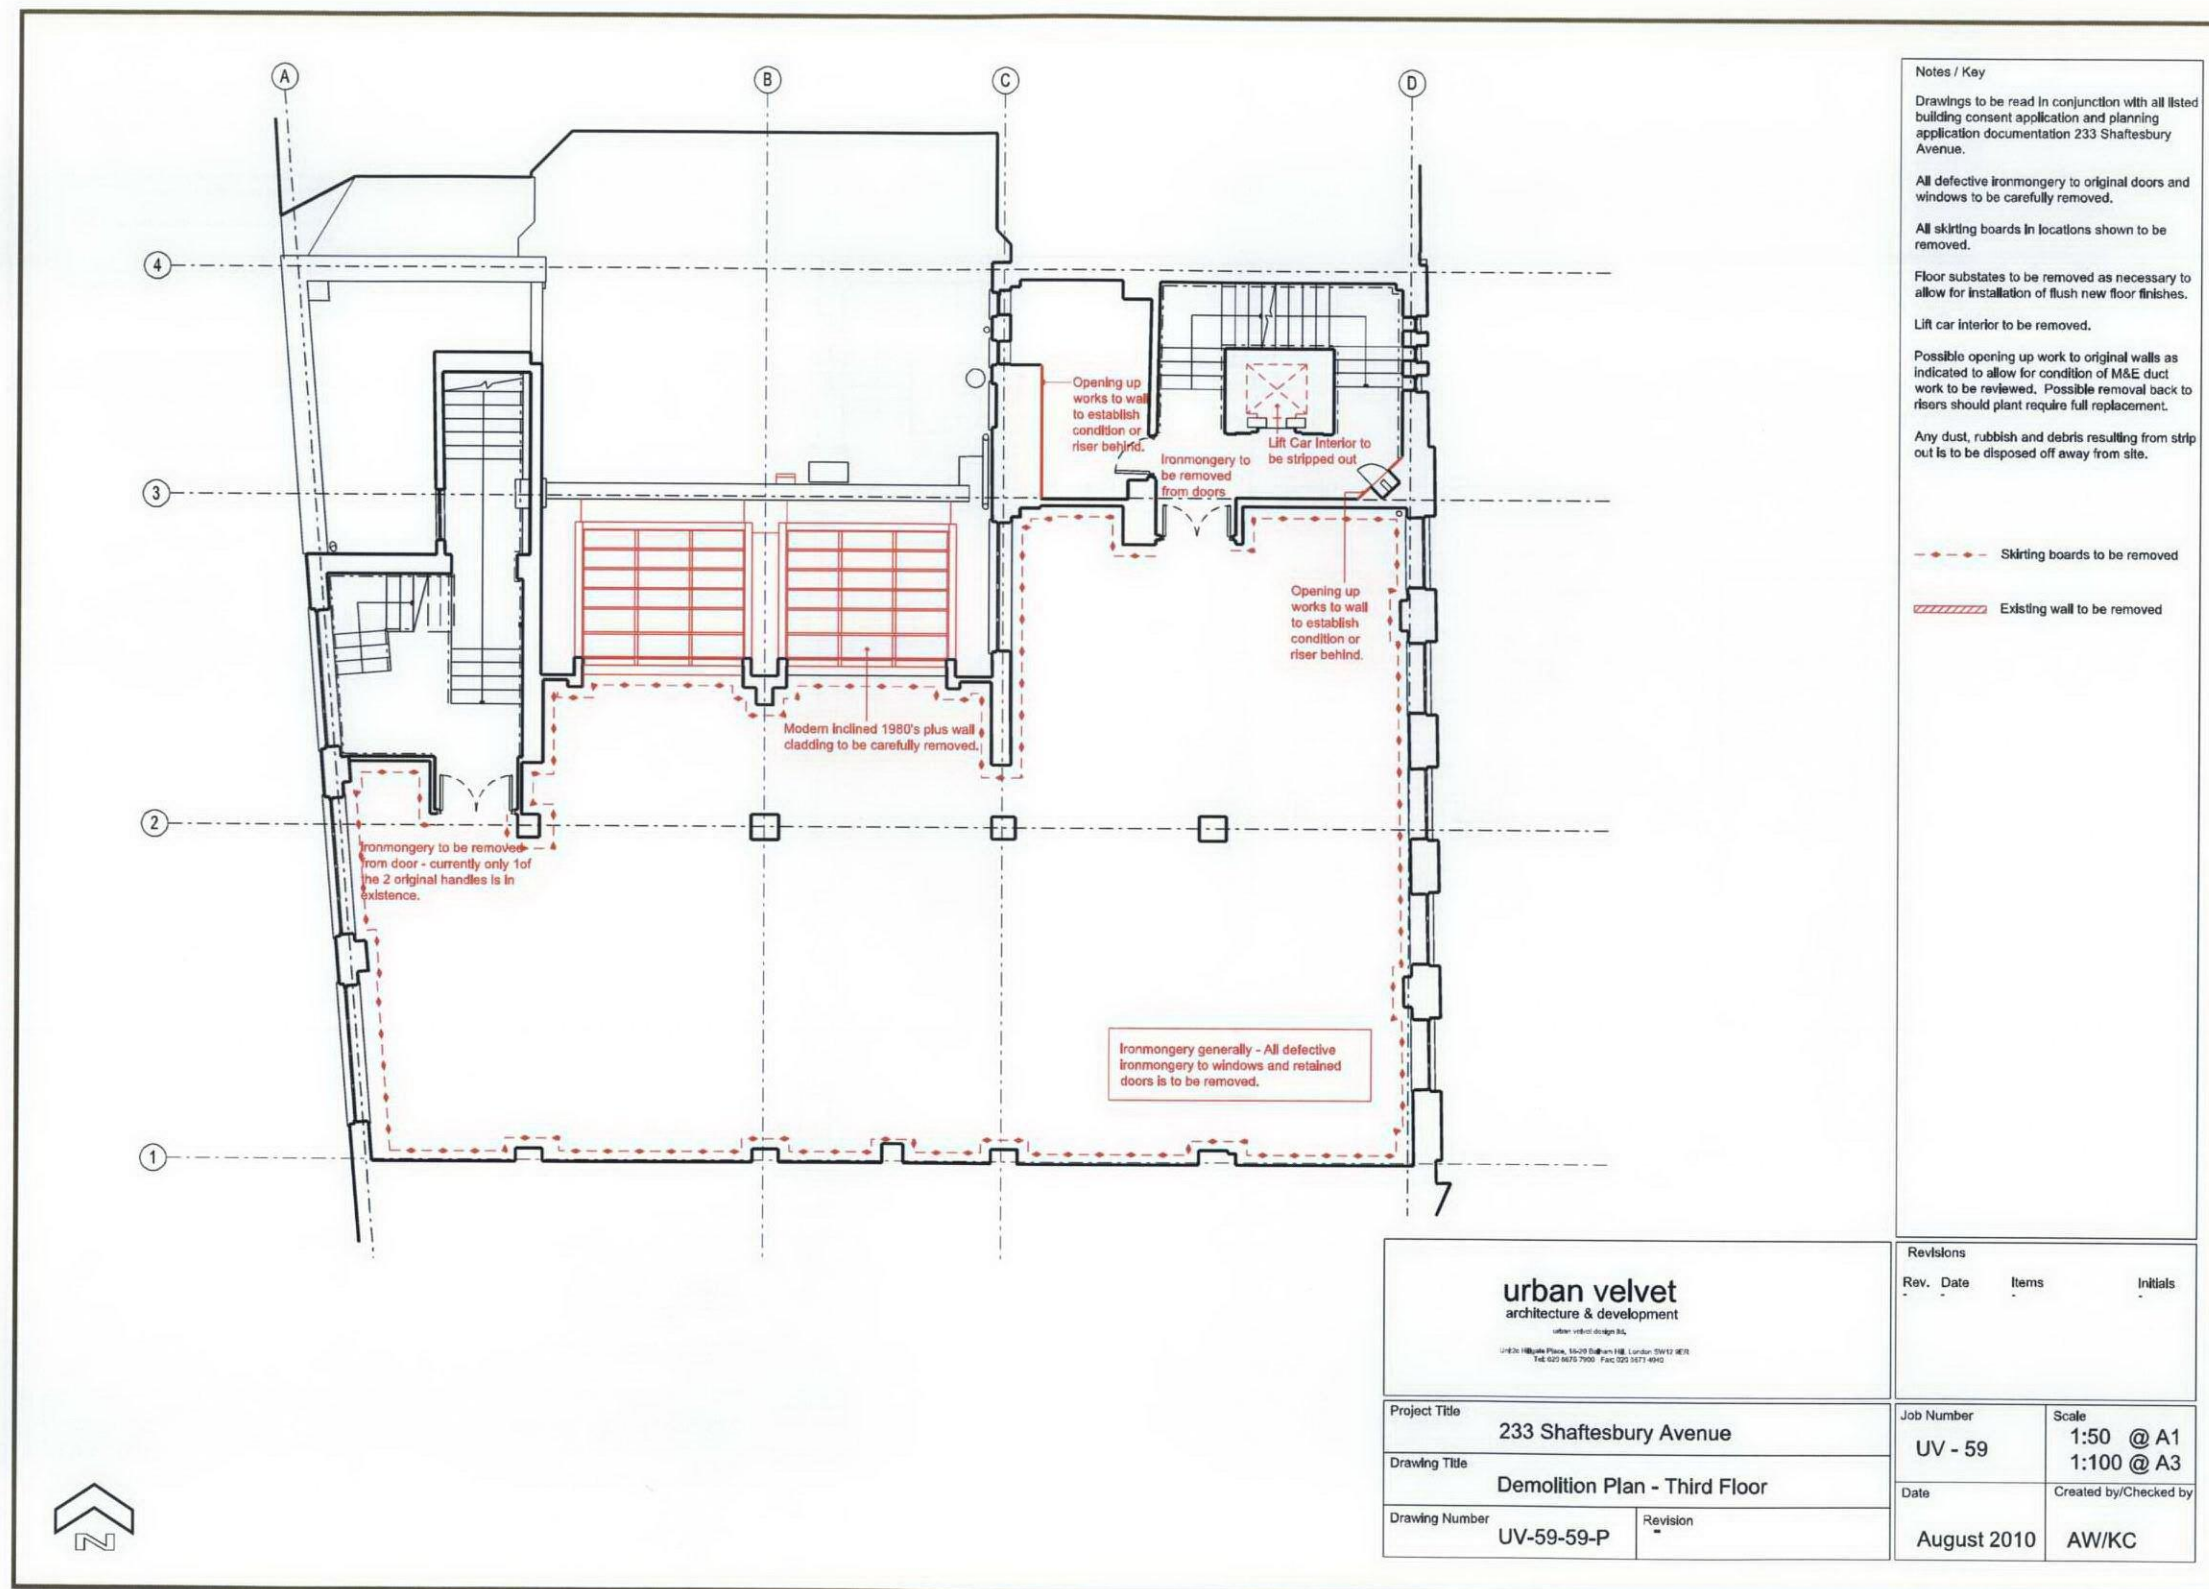 A
B
C
D
4
3
2
1
Opening up
works to wall
to establish
condition or
riser behind.
Ironmongery to
be removed
from doors
Lift Car Interior to
be stripped out
Opening up
works to wall
to establish
condition or
riser behind.
Modern inclined 1980's plus wall
cladding to be carefully removed.
Ironmongery to be removed
from door - currently only 1of
the 2 original handles is in
existence.
Ironmongery generally - All defective
ironmongery to windows and retained
doors is to be removed.
N
Notes / Key
Drawings to be read in conjunction with all listed
building consent application and planning
application documentation 233 Shaftesbury
Avenue.
All defective ironmongery to original doors and
windows to be carefully removed.
All skirting boards in locations shown to be
removed.
Floor substates to be removed as necessary to
allow for installation of flush new floor finishes.
Lift car interior to be removed.
Possible opening up work to original walls as
indicated to allow for condition of M&E duct
work to be reviewed. Possible removal back to
risers should plant require full replacement.
Any dust, rubbish and debris resulting from strip
out is to be disposed off away from site.
Skirting boards to be removed
Existing wall to be removed
urban velvet
architecture & development
urban velvet design ltd,
Hillgate Place, Balham Hill, London SW12 9ER
Revisions
Rev. Date Items Initials
- - - -
Project Title
233 Shaftesbury Avenue
Drawing Title
Demolition Plan - Third Floor
Drawing Number
UV-59-59-P
Revision
-
Job Number
UV - 59
Scale
1:50 @ A1
1:100 @ A3
Date
August 2010
Created by/Checked by
AW/KC